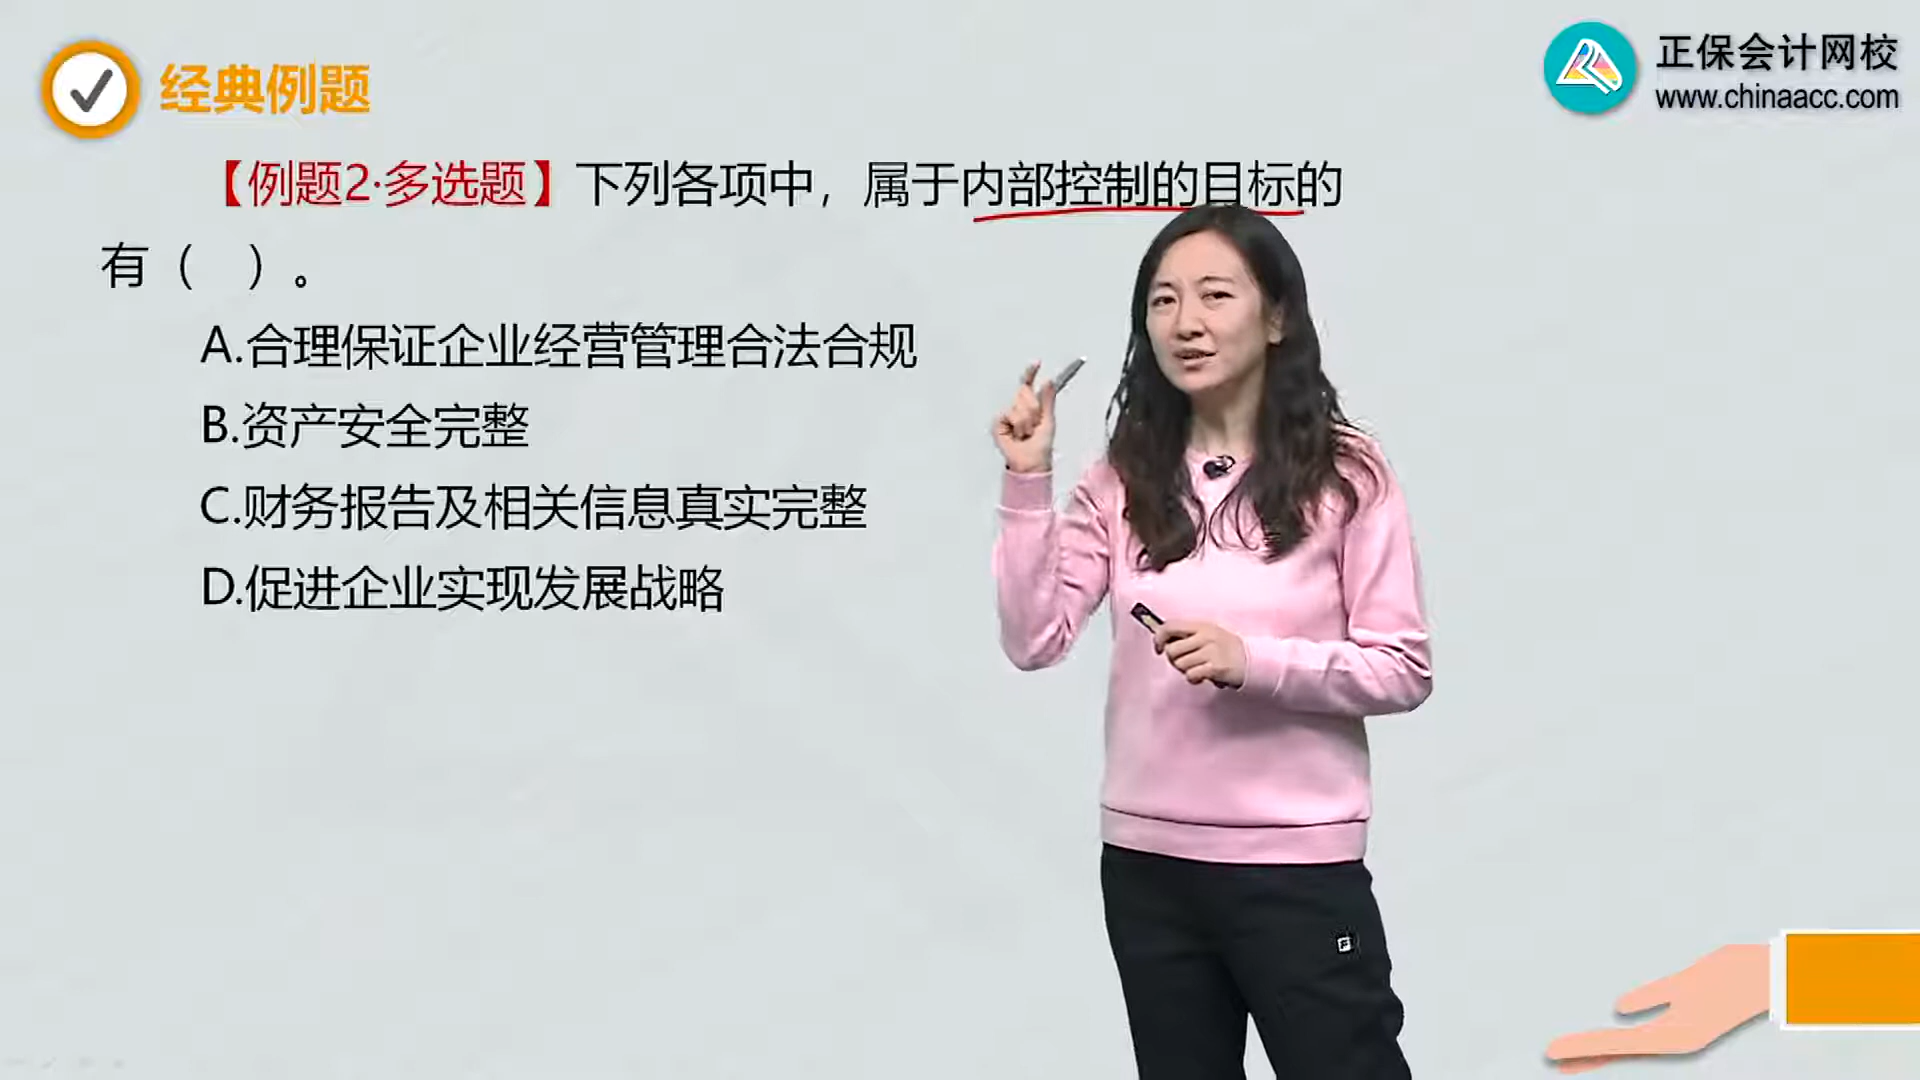 经典例题
正保会计网校
www.chinaacc.com
【例题2·多选题】下列各项中，属于内部控制的目标的
有（ ）。
A.合理保证企业经营管理合法合规
B.资产安全完整
C.财务报告及相关信息真实完整
D.促进企业实现发展战略